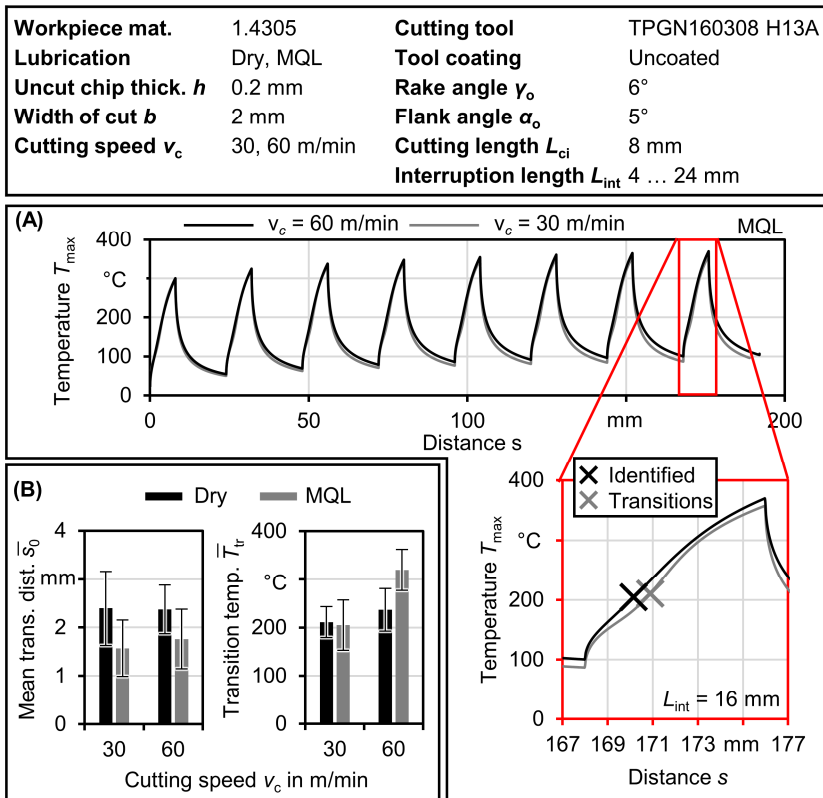 Workpiece mat. 1.4305 Cutting tool TPGN160308 H13A
Lubrication Dry, MQL Tool coating Uncoated
Uncut chip thick. h 0.2 mm Rake angle γo 6°
Width of cut b 2 mm Flank angle αo 5°
Cutting speed vc 30, 60 m/min Cutting length Lci 8 mm
Interruption length Lint 4 … 24 mm
(A) vc = 60 m/min vc = 30 m/min MQL
Temperature Tmax
400
°C
200
100
0
0 50 100 mm 200
Distance s
(B)
Dry MQL
Mean trans. dist. s̅0
4
mm
2
1
0
30 60
Transition temp. T̅tr
400
°C
200
100
0
30 60
Cutting speed vc in m/min
Identified
Transitions
Temperature Tmax
400
°C
200
100
0
Lint = 16 mm
167 169 171 173 mm 177
Distance s